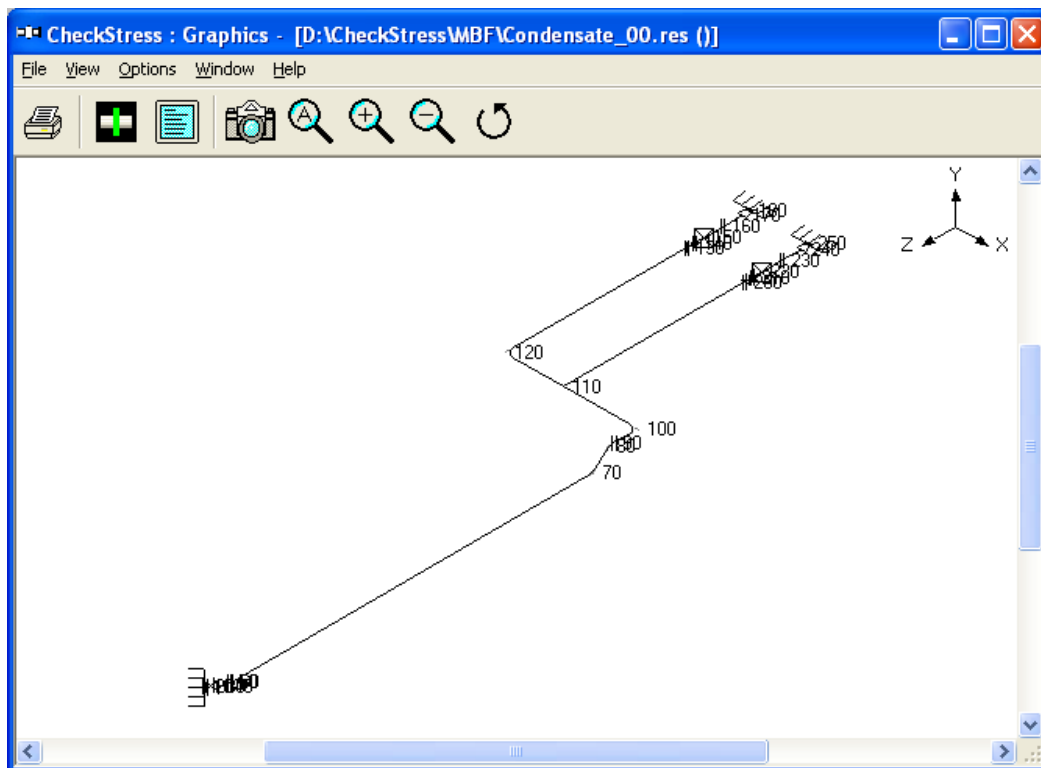 CheckStress : Graphics - [D:\CheckStress\MBF\Condensate_00.res ()]
File View Options Window Help
A
Y
Z
X
180
160
250
230
120
110
100
70